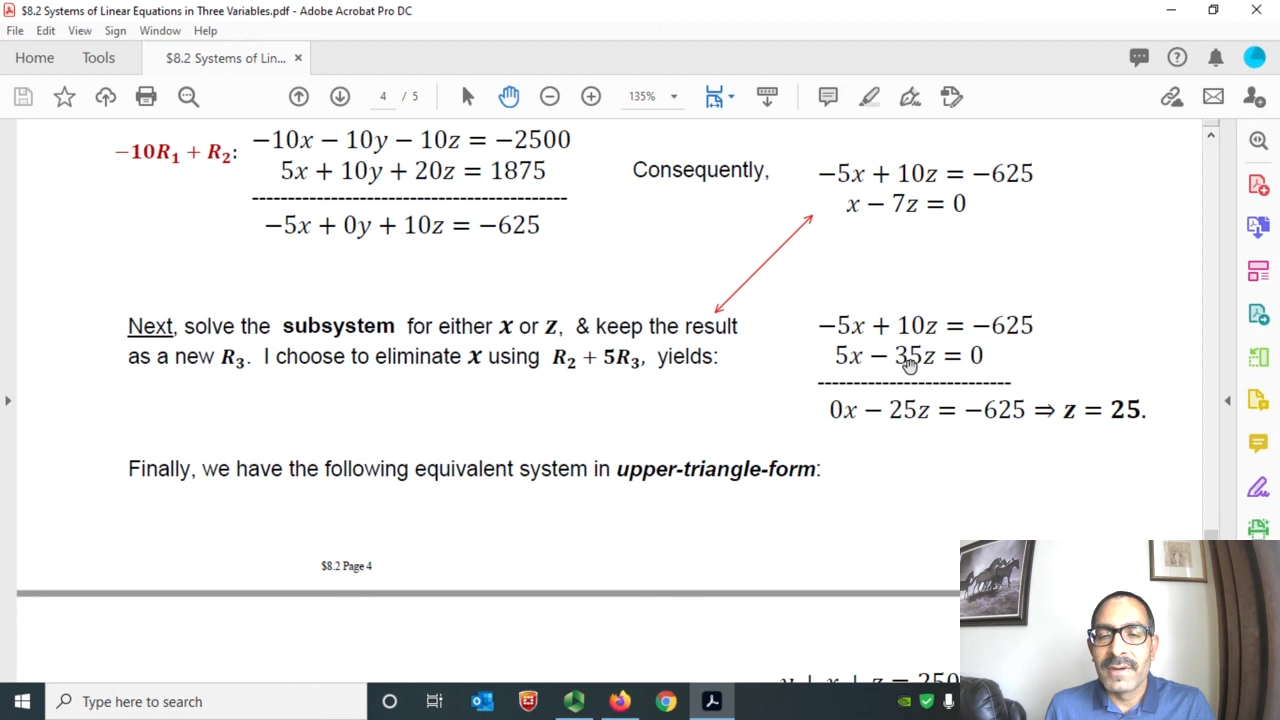 $8.2 Systems of Linear Equations in Three Variables.pdf - Adobe Acrobat Pro DC
File Edit View Sign Window Help
Home Tools $8.2 Systems of Lin... ×
4 / 5 135%
−10R₁ + R₂: −10x − 10y − 10z = −2500
5x + 10y + 20z = 1875
--------------------------------------------
−5x + 0y + 10z = −625
Consequently, −5x + 10z = −625
x − 7z = 0
Next, solve the subsystem for either x or z, & keep the result
as a new R₃. I choose to eliminate x using R₂ + 5R₃, yields:
−5x + 10z = −625
5x − 35z = 0
---------------------------
0x − 25z = −625 ⇒ z = 25.
Finally, we have the following equivalent system in upper-triangle-form:
$8.2 Page 4
y + x + z = 250
Type here to search